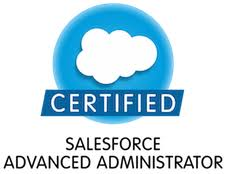 CERTIFIED
SALESFORCE
ADVANCED ADMINISTRATOR